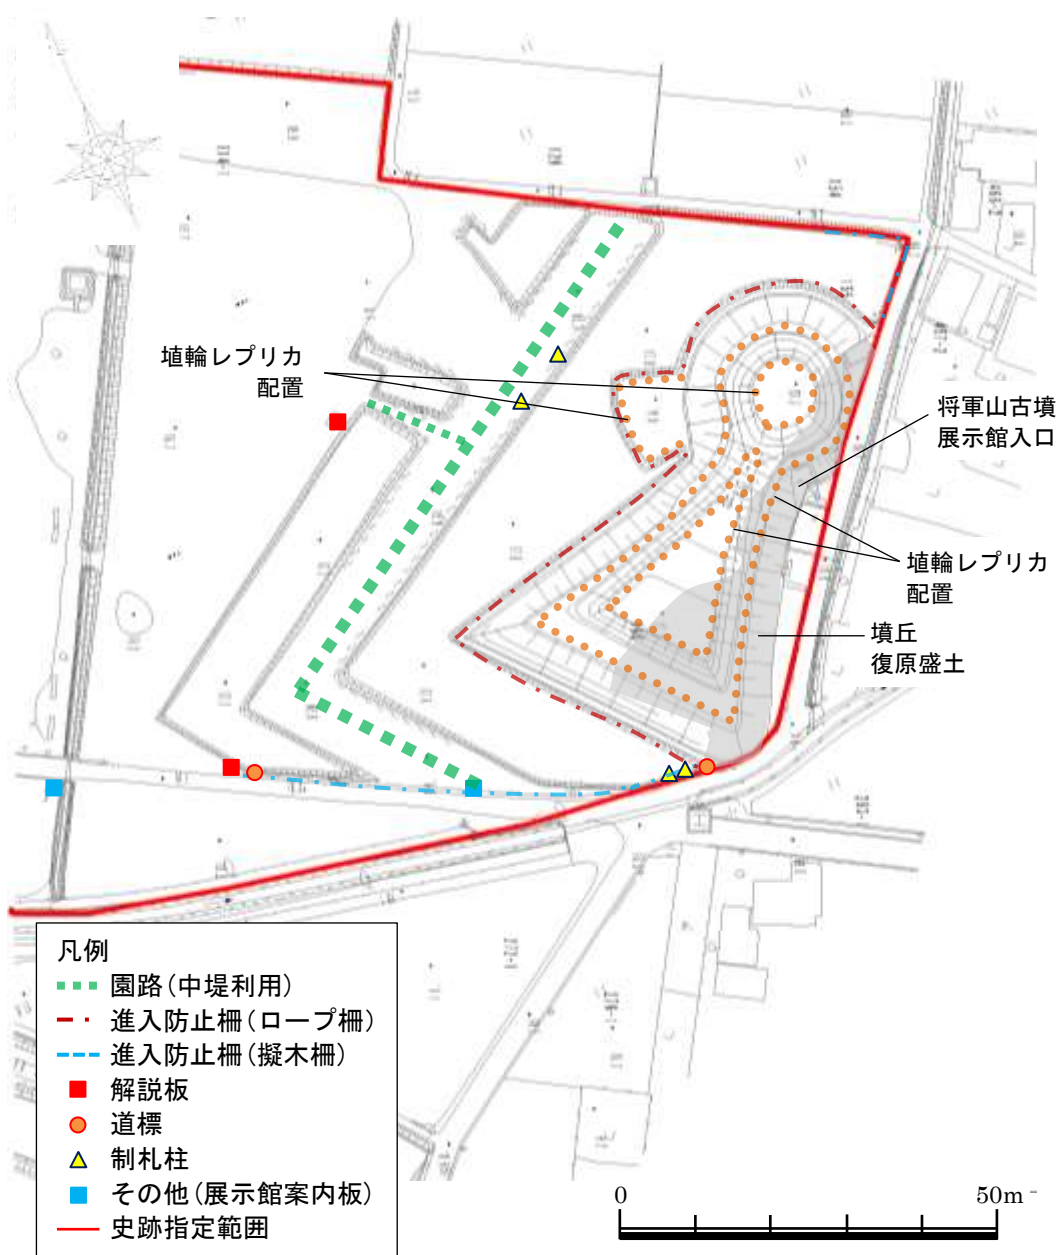 埴輪レプリカ
配置
将軍山古墳
展示館入口
埴輪レプリカ
配置
墳丘
復原盛土
凡例
園路(中堤利用)
進入防止柵(ロープ柵)
進入防止柵(擬木柵)
解説板
道標
制札柱
その他(展示館案内板)
史跡指定範囲
0
50m